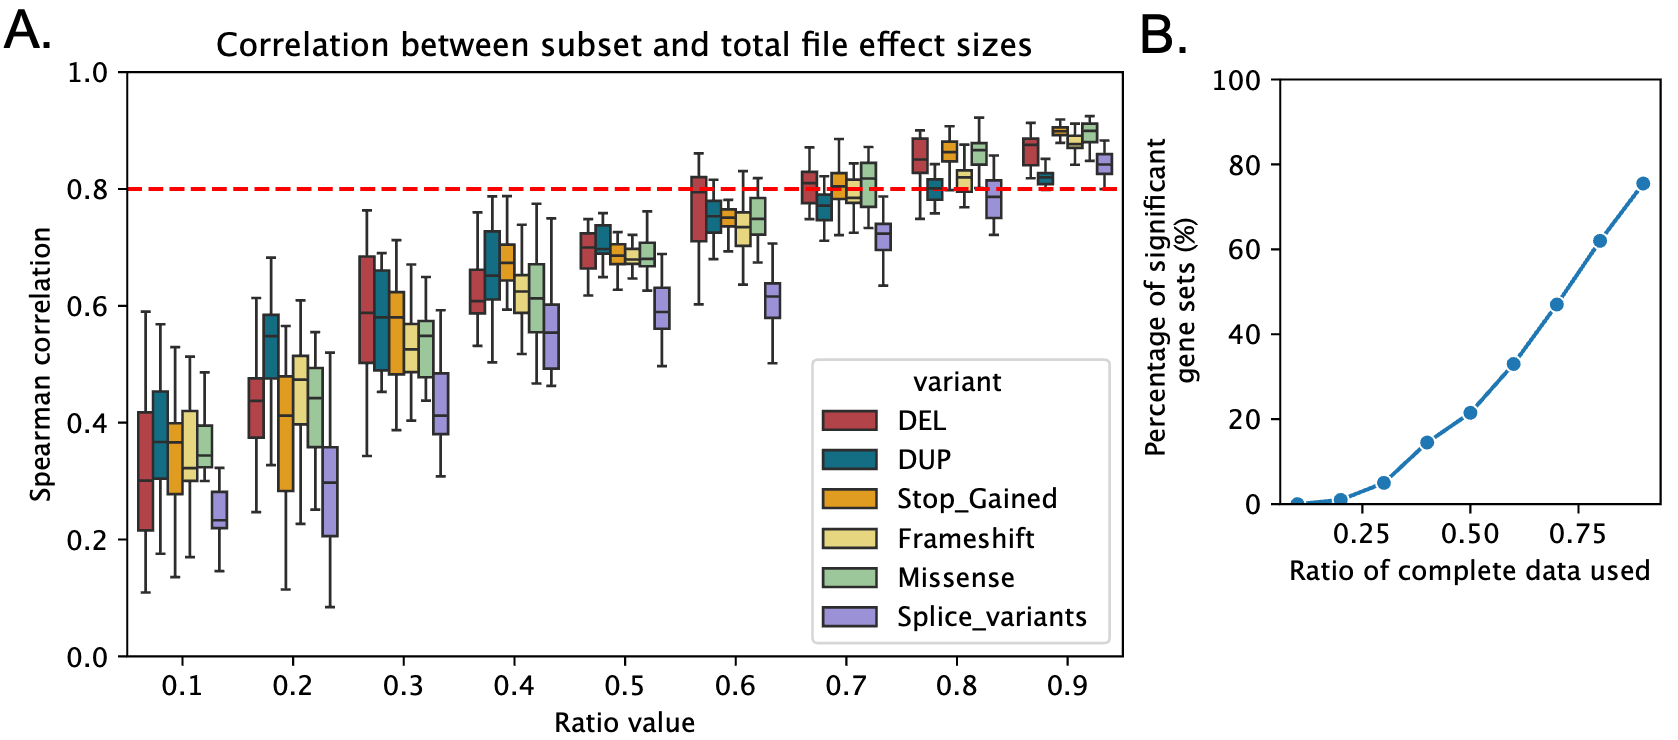 A.
Correlation between subset and total file effect sizes
Spearman correlation
1.0
0.8
0.6
0.4
0.2
0.0
variant
DEL
DUP
Stop_Gained
Frameshift
Missense
Splice_variants
0.1 0.2 0.3 0.4 0.5 0.6 0.7 0.8 0.9
Ratio value
B.
Percentage of significant
gene sets (%)
100
80
60
40
20
0
0.25 0.50 0.75
Ratio of complete data used